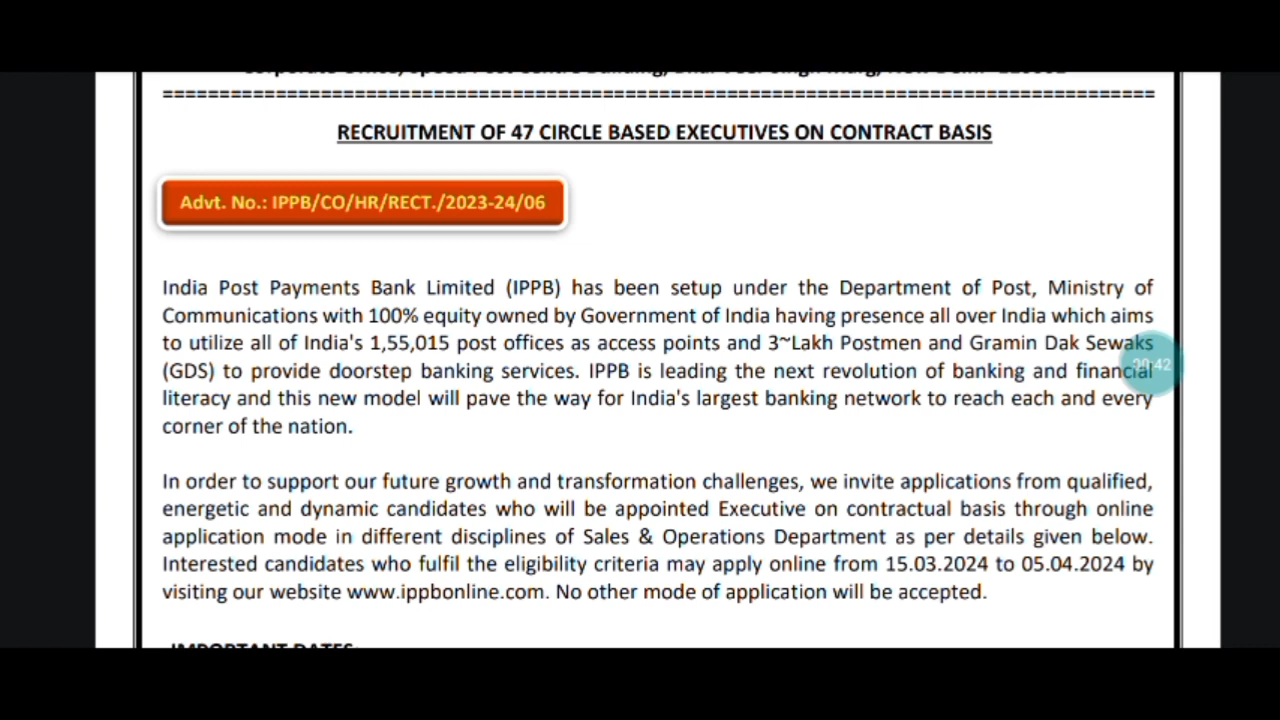 ================================================================================================
RECRUITMENT OF 47 CIRCLE BASED EXECUTIVES ON CONTRACT BASIS
Advt. No.: IPPB/CO/HR/RECT./2023-24/06
India Post Payments Bank Limited (IPPB) has been setup under the Department of Post, Ministry of
Communications with 100% equity owned by Government of India having presence all over India which aims
to utilize all of India's 1,55,015 post offices as access points and 3~Lakh Postmen and Gramin Dak Sewaks
(GDS) to provide doorstep banking services. IPPB is leading the next revolution of banking and financial
literacy and this new model will pave the way for India's largest banking network to reach each and every
corner of the nation.
In order to support our future growth and transformation challenges, we invite applications from qualified,
energetic and dynamic candidates who will be appointed Executive on contractual basis through online
application mode in different disciplines of Sales & Operations Department as per details given below.
Interested candidates who fulfil the eligibility criteria may apply online from 15.03.2024 to 05.04.2024 by
visiting our website www.ippbonline.com. No other mode of application will be accepted.
IMPORTANT DATES: